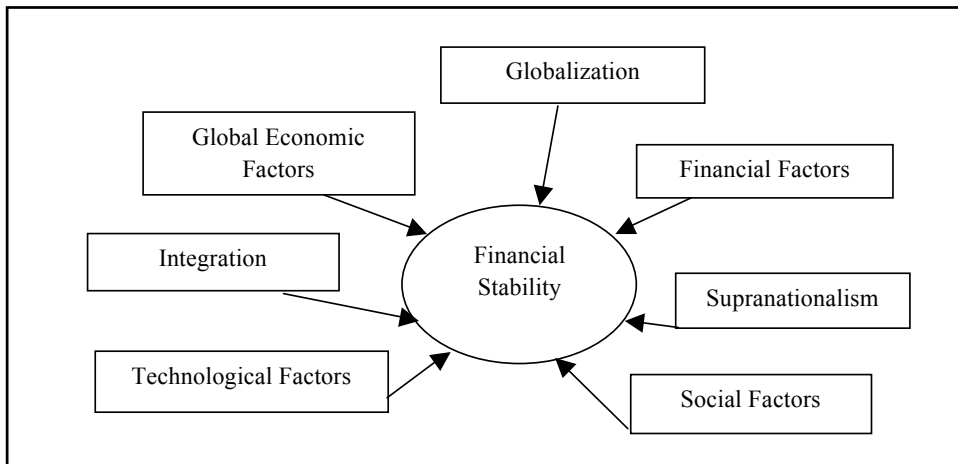 Globalization
Global Economic
Factors
Financial Factors
Integration
Financial
Stability
Supranationalism
Technological Factors
Social Factors